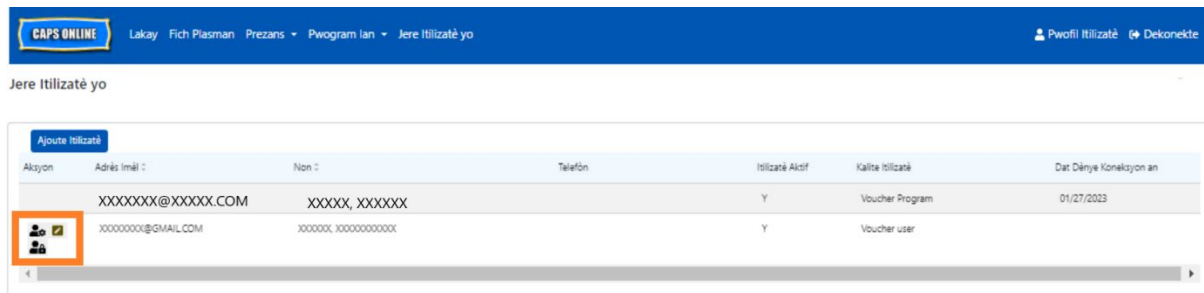 CAPS ONLINE Lakay Fich Plasman Prezans Pwogram lan Jere Itilizatè yo Pwofil Itilizatè Dekonekte
Jere Itilizatè yo
Ajoute Itilizatè
Aksyon Adrès Imèl Non Telefòn Itilizatè Aktif Kalite Itilizatè Dat Dènye Koneksyon an
XXXXXXX@XXXXX.COM XXXXX, XXXXXX Y Voucher Program 01/27/2023
XXXXXXXXX@GMAIL.COM XXXXXX, XXXXXXXXXXX Y Voucher user